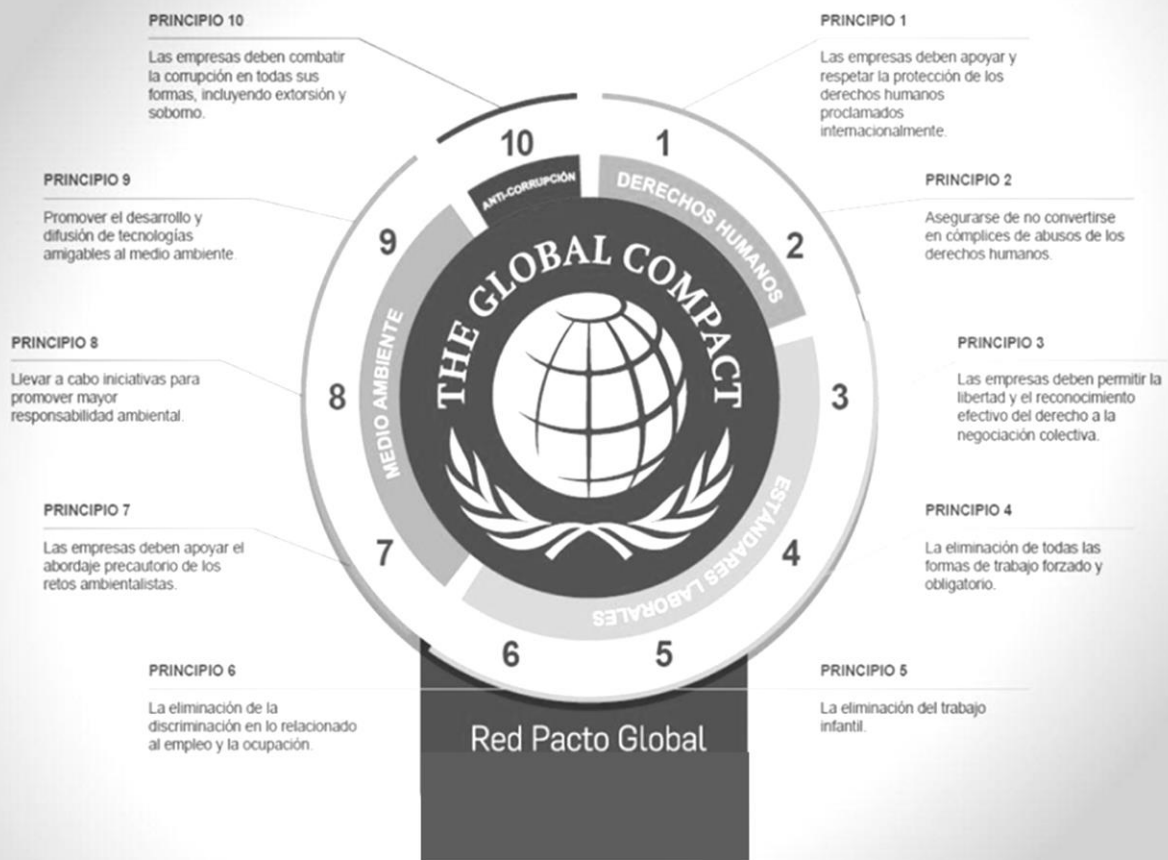 PRINCIPIO 10
Las empresas deben combatir
la corrupción en todas sus
formas, incluyendo extorsión y
soborno.
PRINCIPIO 1
Las empresas deben apoyar y
respetar la protección de los
derechos humanos
proclamados
internacionalmente.
PRINCIPIO 9
Promover el desarrollo y
difusión de tecnologías
amigables al medio ambiente.
PRINCIPIO 2
Asegurarse de no convertirse
en cómplices de abusos de los
derechos humanos.
PRINCIPIO 8
Llevar a cabo iniciativas para
promover mayor
responsabilidad ambiental.
PRINCIPIO 3
Las empresas deben permitir la
libertad y el reconocimiento
efectivo del derecho a la
negociación colectiva.
PRINCIPIO 7
Las empresas deben apoyar el
abordaje precautorio de los
retos ambientalistas.
PRINCIPIO 4
La eliminación de todas las
formas de trabajo forzado y
obligatorio.
PRINCIPIO 6
La eliminación de la
discriminación en lo relacionado
al empleo y la ocupación.
PRINCIPIO 5
La eliminación del trabajo
infantil.
10
1
2
3
4
5
6
7
8
9
ANTI-CORRUPCIÓN
DERECHOS HUMANOS
ESTÁNDARES LABORALES
MEDIO AMBIENTE
THE GLOBAL COMPACT
Red Pacto Global